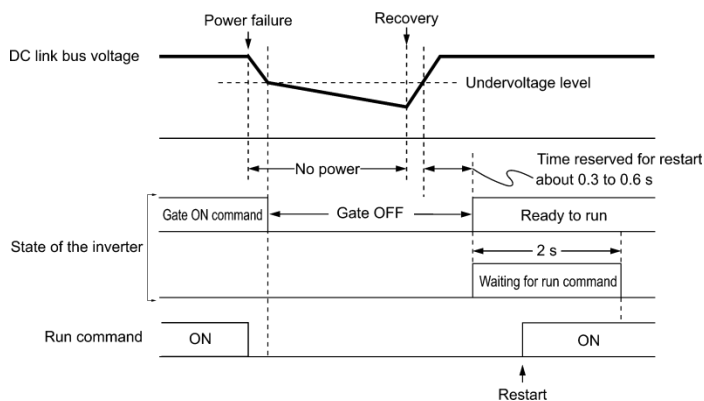 Power failure
Recovery
DC link bus voltage
Undervoltage level
No power
Time reserved for restart
about 0.3 to 0.6 s
State of the inverter
Gate ON command
Gate OFF
Ready to run
2 s
Waiting for run command
Run command
ON
ON
Restart